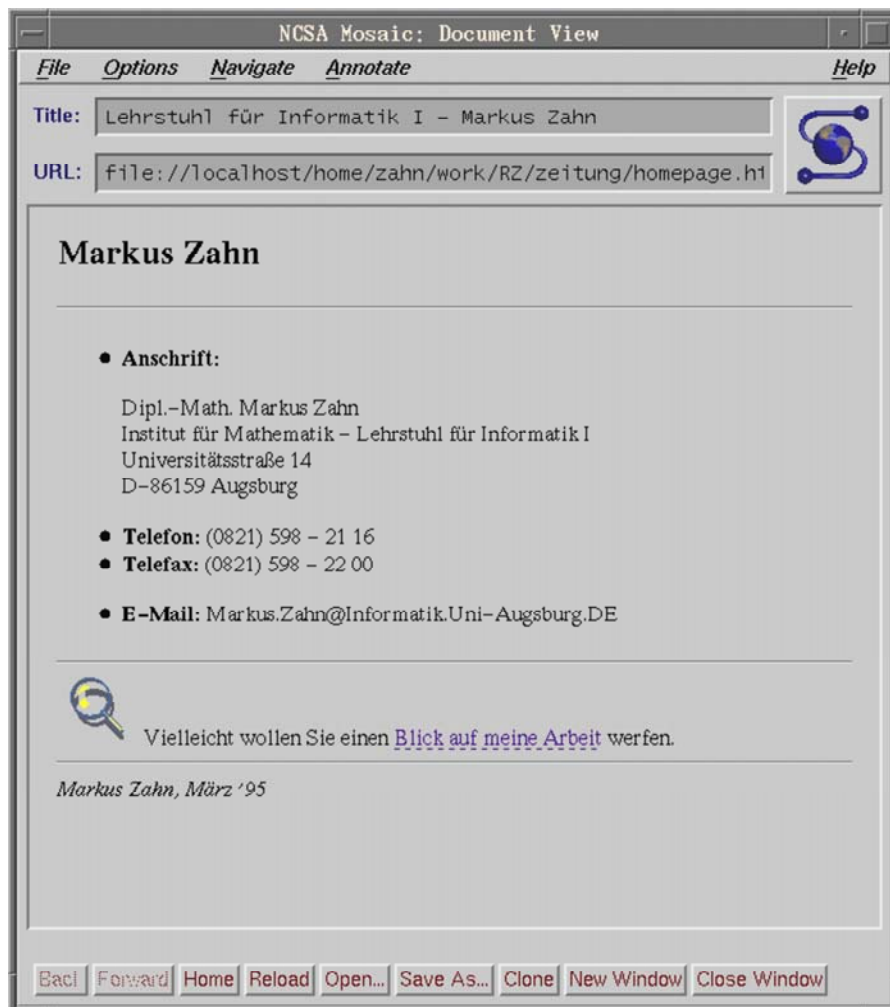 NCSA Mosaic: Document View
File Options Navigate Annotate Help
Title: Lehrstuhl für Informatik I - Markus Zahn
URL: file://localhost/home/zahn/work/RZ/zeitung/homepage.ht
Markus Zahn
Anschrift:
Dipl.-Math. Markus Zahn
Institut für Mathematik - Lehrstuhl für Informatik I
Universitätsstraße 14
D-86159 Augsburg
Telefon: (0821) 598 - 21 16
Telefax: (0821) 598 - 22 00
E-Mail: Markus.Zahn@Informatik.Uni-Augsburg.DE
Vielleicht wollen Sie einen Blick auf meine Arbeit werfen.
Markus Zahn, März '95
Back Forward Home Reload Open... Save As... Clone New Window Close Window